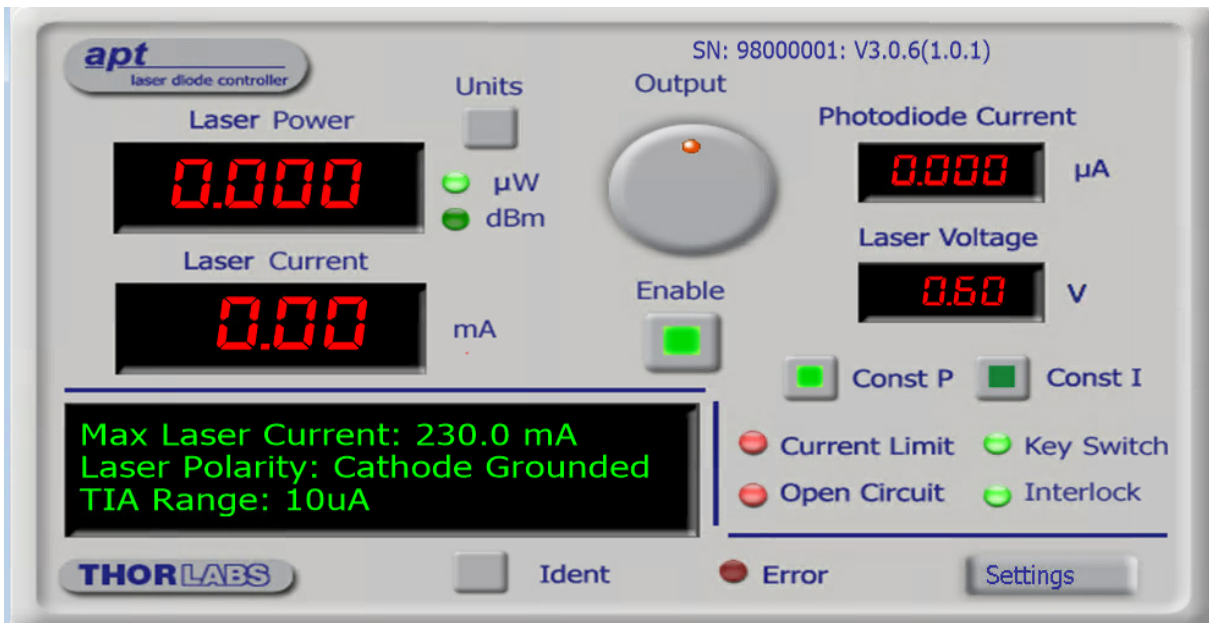 apt
laser diode controller
SN: 98000001: V3.0.6(1.0.1)
Units
Output
Laser Power
Photodiode Current
0.000
µW
dBm
0.000
µA
Laser Current
Laser Voltage
0.00
mA
Enable
0.60
V
Const P
Const I
Max Laser Current: 230.0 mA
Laser Polarity: Cathode Grounded
TIA Range: 10uA
Current Limit
Key Switch
Open Circuit
Interlock
THORLABS
Ident
Error
Settings